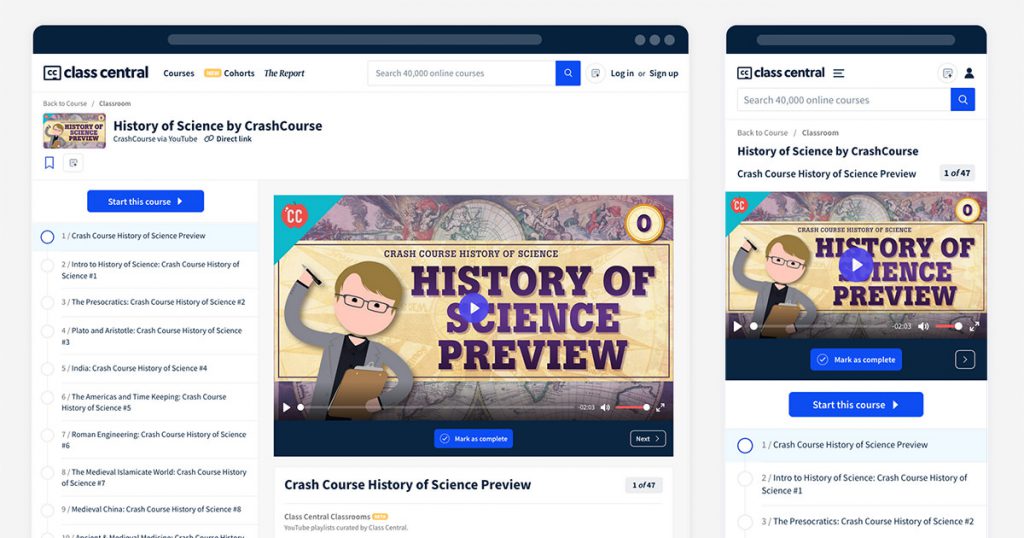 class central
Courses
NEW Cohorts
The Report
Search 40,000 online courses
Log in or Sign up
Back to Course / Classroom
HISTORY OF
SCIENCE
PREVIEW
History of Science by CrashCourse
CrashCourse via YouTube
Direct link
Start this course
1 / Crash Course History of Science Preview
2 / Intro to History of Science: Crash Course History of
Science #1
3 / The Presocratics: Crash Course History of Science #2
4 / Plato and Aristotle: Crash Course History of Science
#3
5 / India: Crash Course History of Science #4
6 / The Americas and Time Keeping: Crash Course
History of Science #5
7 / Roman Engineering: Crash Course History of Science
#6
8 / The Medieval Islamicate World: Crash Course History
of Science #7
9 / Medieval China: Crash Course History of Science #8
10 / Ancient & Medieval Medicine: Crash Course History
CC
0
CRASH COURSE HISTORY OF SCIENCE
HISTORY OF
SCIENCE
PREVIEW
-02:03
Mark as complete
Next
Crash Course History of Science Preview
1 of 47
Class Central Classrooms BETA
YouTube playlists curated by Class Central.
class central
Search 40,000 online courses
Back to Course / Classroom
History of Science by CrashCourse
Crash Course History of Science Preview
1 of 47
CC
0
CRASH COURSE HISTORY OF SCIENCE
HISTORY OF
SCIENCE
PREVIEW
-02:03
Mark as complete
Start this course
1 / Crash Course History of Science Preview
2 / Intro to History of Science: Crash Course History of
Science #1
3 / The Presocratics: Crash Course History of Science #2